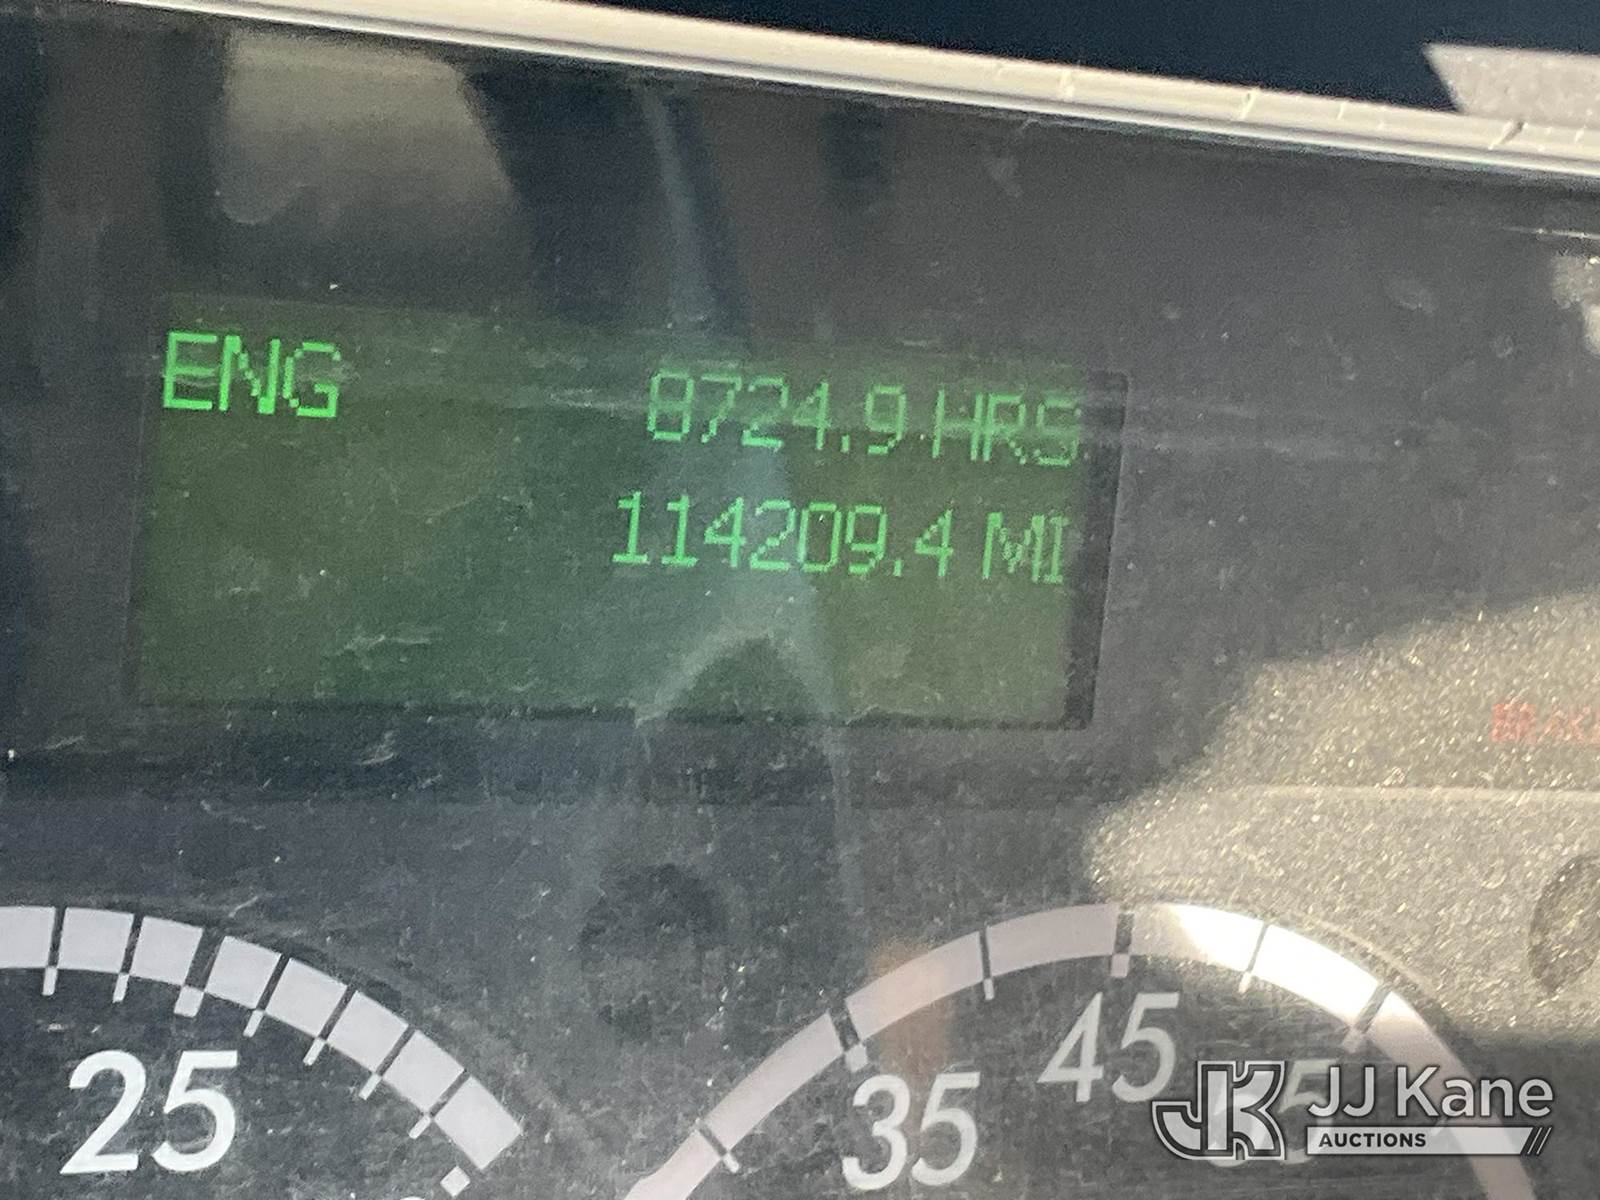 ENG 8724.9 HRS
114209.4 MI
25
35
45
JJ Kane
AUCTIONS